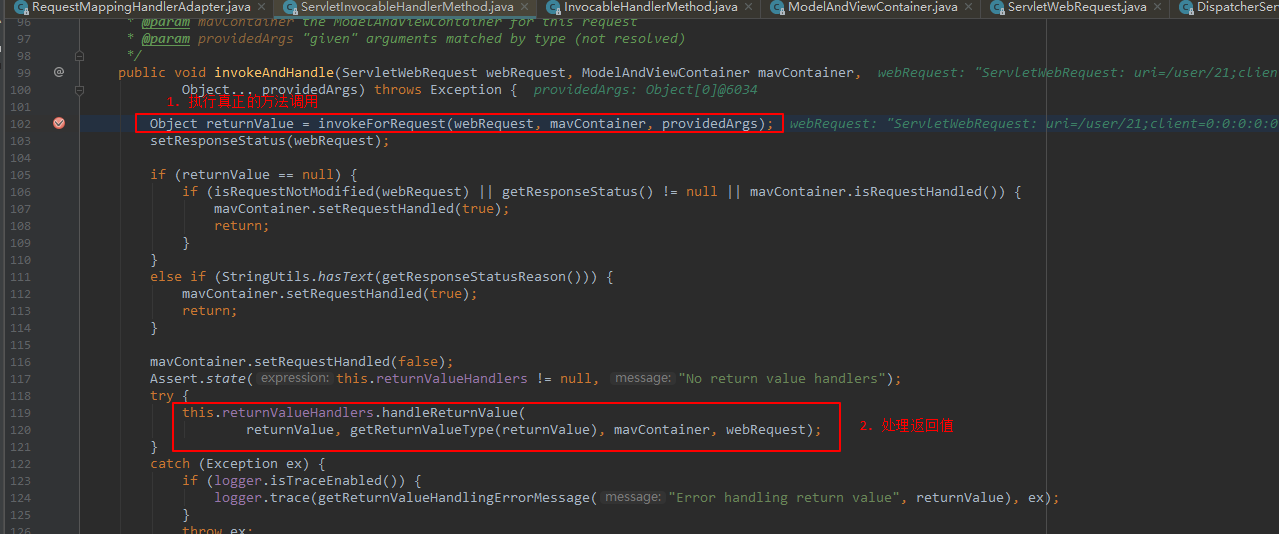 RequestMappingHandlerAdapter.java × ServletInvocableHandlerMethod.java × InvocableHandlerMethod.java × ModelAndViewContainer.java × ServletWebRequest.java × DispatcherSer
96 * @param mavContainer the ModelAndViewContainer for this request
97 * @param providedArgs "given" arguments matched by type (not resolved)
98 */
99 @ public void invokeAndHandle(ServletWebRequest webRequest, ModelAndViewContainer mavContainer, webRequest: "ServletWebRequest: uri=/user/21;clien
100 Object... providedArgs) throws Exception { providedArgs: Object[0]@6034
101 1. 执行真正的方法调用
102 Object returnValue = invokeForRequest(webRequest, mavContainer, providedArgs); webRequest: "ServletWebRequest: uri=/user/21;client=0:0:0:0:0
103 setResponseStatus(webRequest);
104
105 if (returnValue == null) {
106 if (isRequestNotModified(webRequest) || getResponseStatus() != null || mavContainer.isRequestHandled()) {
107 mavContainer.setRequestHandled(true);
108 return;
109 }
110 }
111 else if (StringUtils.hasText(getResponseStatusReason())) {
112 mavContainer.setRequestHandled(true);
113 return;
114 }
115
116 mavContainer.setRequestHandled(false);
117 Assert.state( expression: this.returnValueHandlers != null, message: "No return value handlers");
118 try {
119 this.returnValueHandlers.handleReturnValue(
120 returnValue, getReturnValueType(returnValue), mavContainer, webRequest); 2. 处理返回值
121 }
122 catch (Exception ex) {
123 if (logger.isTraceEnabled()) {
124 logger.trace(getReturnValueHandlingErrorMessage( message: "Error handling return value", returnValue), ex);
125 }
126 throw ex;